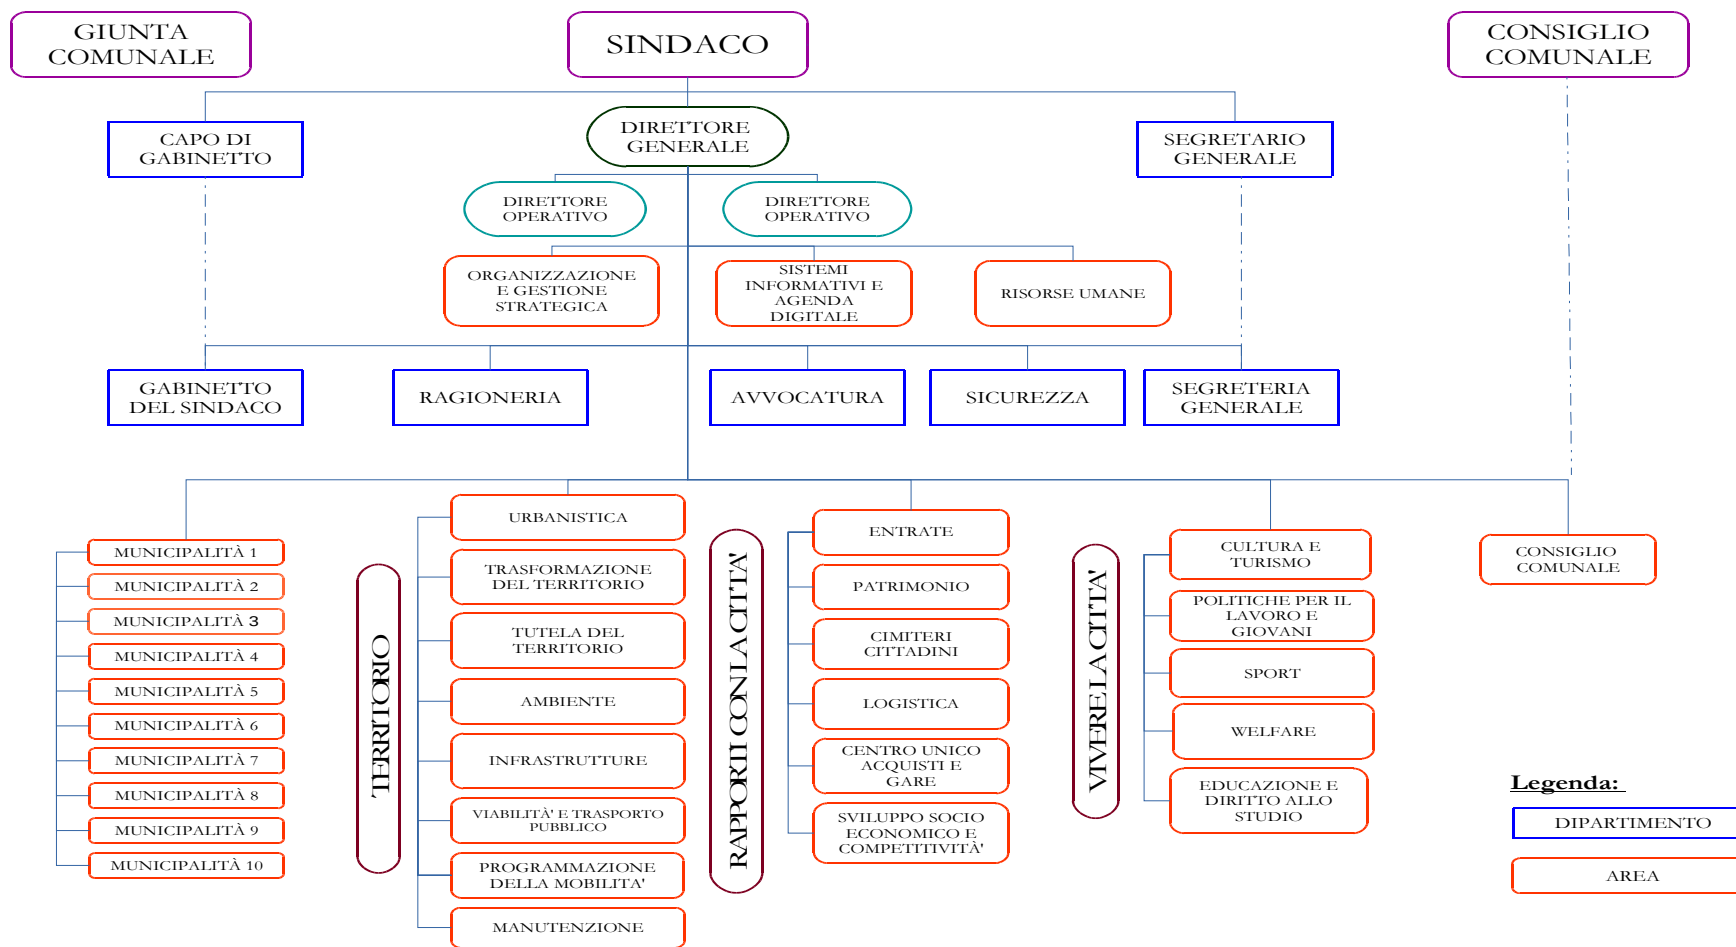 GIUNTA
COMUNALE
SINDACO
CONSIGLIO
COMUNALE
CAPO DI
GABINETTO
DIRETTORE
GENERALE
SEGRETARIO
GENERALE
DIRETTORE
OPERATIVO
DIRETTORE
OPERATIVO
ORGANIZZAZIONE
E GESTIONE
STRATEGICA
SISTEMI
INFORMATIVI E
AGENDA
DIGITALE
RISORSE UMANE
GABINETTO
DEL SINDACO
RAGIONERIA
AVVOCATURA
SICUREZZA
SEGRETERIA
GENERALE
MUNICIPALITÀ 1
MUNICIPALITÀ 2
MUNICIPALITÀ 3
MUNICIPALITÀ 4
MUNICIPALITÀ 5
MUNICIPALITÀ 6
MUNICIPALITÀ 7
MUNICIPALITÀ 8
MUNICIPALITÀ 9
MUNICIPALITÀ 10
TERRITORIO
URBANISTICA
TRASFORMAZIONE
DEL TERRITORIO
TUTELA DEL
TERRITORIO
AMBIENTE
INFRASTRUTTURE
VIABILITA' E TRASPORTO
PUBBLICO
PROGRAMMAZIONE
DELLA MOBILITA'
MANUTENZIONE
RAPPORTI CON LA CITTA'
ENTRATE
PATRIMONIO
CIMITERI
CITTADINI
LOGISTICA
CENTRO UNICO
ACQUISTI E
GARE
SVILUPPO SOCIO
ECONOMICO E
COMPETITIVITÀ'
VIVERE LA CITTA'
CULTURA E
TURISMO
POLITICHE PER IL
LAVORO E
GIOVANI
SPORT
WELFARE
EDUCAZIONE E
DIRITTO ALLO
STUDIO
CONSIGLIO
COMUNALE
Legenda:
DIPARTIMENTO
AREA